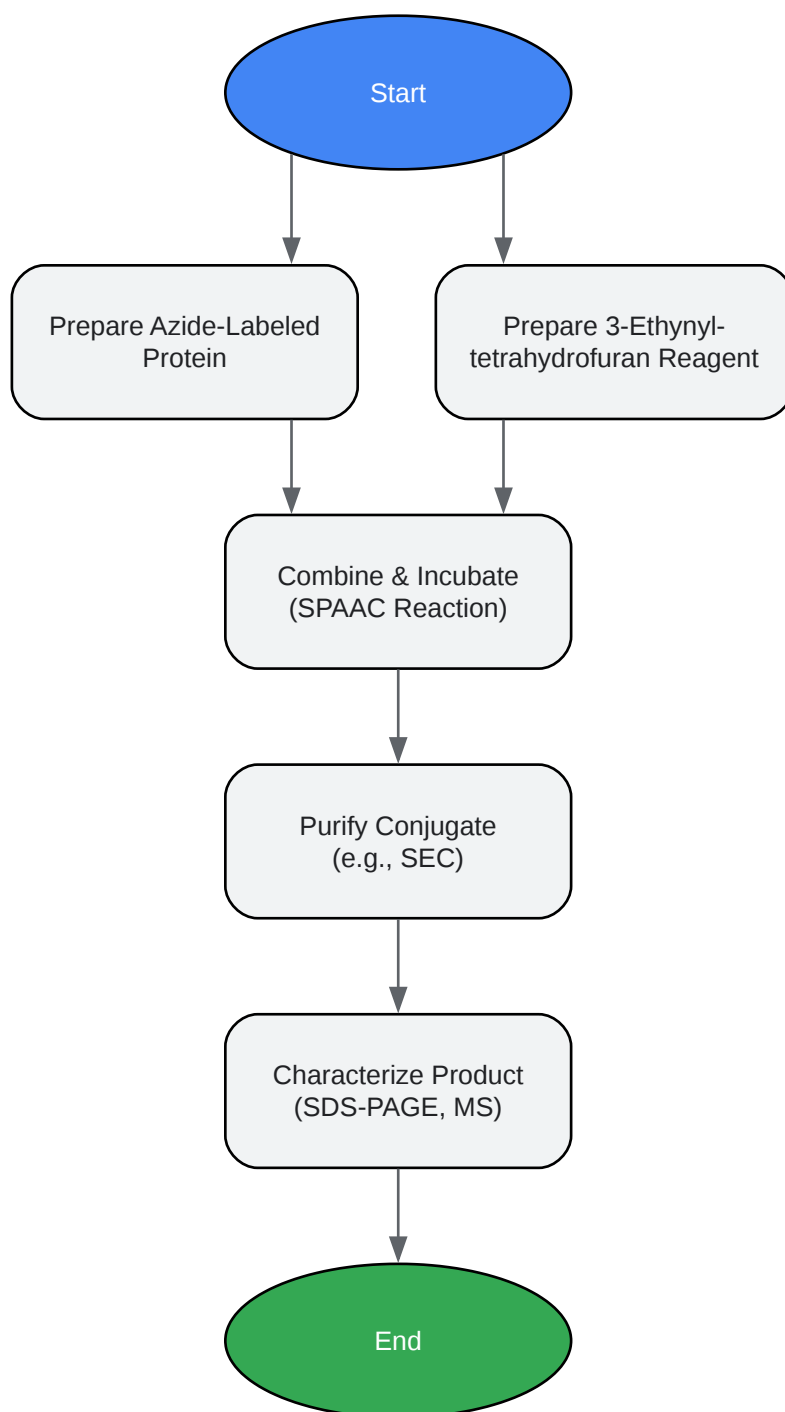 Start
Prepare Azide-Labeled
Protein
Prepare 3-Ethynyl-
tetrahydrofuran Reagent
Combine & Incubate
(SPAAC Reaction)
Purify Conjugate
(e.g., SEC)
Characterize Product
(SDS-PAGE, MS)
End